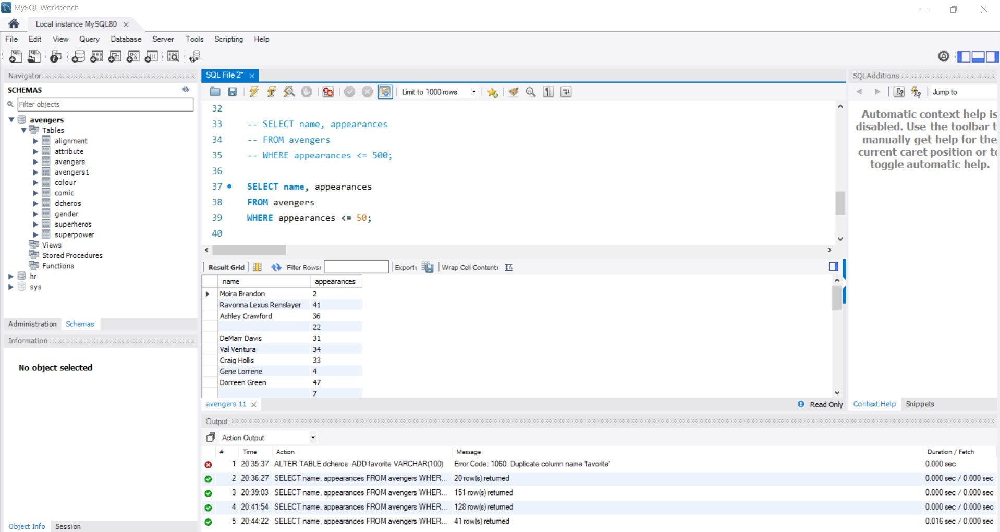 MySQL Workbench
Local instance MySQL80
File Edit View Query Database Server Tools Scripting Help
Navigator
SCHEMAS
Filter objects
avengers
Tables
alignment
attribute
avengers
avengers1
colour
comic
dcheros
gender
superheros
superpower
Views
Stored Procedures
Functions
hr
sys
Administration Schemas
Information
No object selected
Object Info Session
SQL File 2*
Limit to 1000 rows
32
33 -- SELECT name, appearances
34 -- FROM avengers
35 -- WHERE appearances <= 500;
36
37 SELECT name, appearances
38 FROM avengers
39 WHERE appearances <= 50;
40
Result Grid Filter Rows: Export: Wrap Cell Content:
name appearances
Moira Brandon 2
Ravonna Lexus Renslayer 41
Ashley Crawford 36
22
DeMarr Davis 31
Val Ventura 34
Craig Hollis 33
Gene Lorrene 4
Dorreen Green 47
7
avengers 11 Read Only
SQLAdditions
Jump to
Automatic context help is
disabled. Use the toolbar t
manually get help for the
current caret position or to
toggle automatic help.
Context Help Snippets
Output
Action Output
# Time Action Message Duration / Fetch
1 20:35:37 ALTER TABLE dcheros ADD favorite VARCHAR(100) Error Code: 1060. Duplicate column name 'favorite' 0.000 sec
2 20:36:27 SELECT name, appearances FROM avengers WHER... 20 row(s) returned 0.000 sec / 0.000 sec
3 20:39:03 SELECT name, appearances FROM avengers WHER... 151 row(s) returned 0.000 sec / 0.000 sec
4 20:41:54 SELECT name, appearances FROM avengers WHER... 128 row(s) returned 0.000 sec / 0.000 sec
5 20:44:22 SELECT name, appearances FROM avengers WHER... 41 row(s) returned 0.016 sec / 0.000 sec